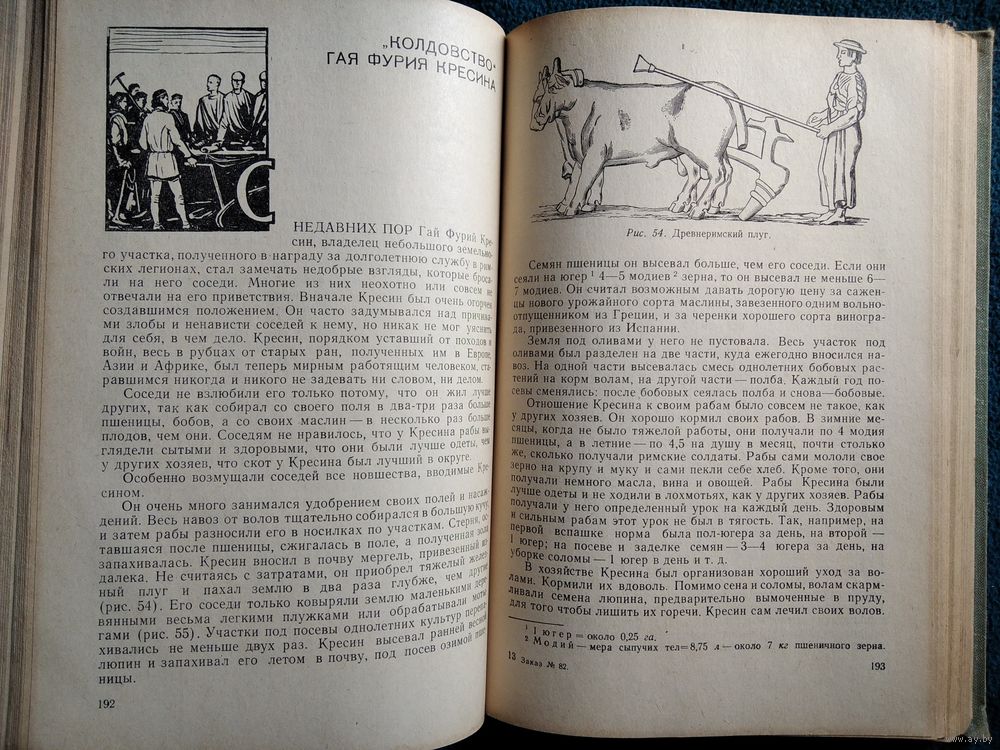 „КОЛДОВСТВО“
ГАЯ ФУРИЯ КРЕСИНА
С
НЕДАВНИХ ПОР Гай Фурий Кре-
син, владелец небольшого земельно-
го участка, полученного в награду за долголетнюю службу в рим-
ских легионах, стал замечать недобрые взгляды, которые броса-
ли на него соседи. Многие из них неохотно или совсем не
отвечали на его приветствия. Вначале Кресин был очень огорчен
создавшимся положением. Он часто задумывался над причина-
ми злобы и ненависти соседей к нему, но никак не мог уяснить
для себя, в чем дело. Кресин, порядком уставший от походов и
войн, весь в рубцах от старых ран, полученных им в Европе,
Азии и Африке, был теперь мирным работящим человеком, ста-
равшимся никогда и никого не задевать ни словом, ни делом.
Соседи не взлюбили его только потому, что он жил лучше
других, так как собирал со своего поля в два-три раза больше
пшеницы, бобов, а со своих маслин — в несколько раз больше
плодов, чем они. Соседям не нравилось, что у Кресина рабы вы-
глядели сытыми и здоровыми, что они были лучше одеты, чем
у других хозяев, что скот у Кресина был лучший в округе.
Особенно возмущали соседей все новшества, вводимые Кре-
сином.
Он очень много занимался удобрением своих полей и насаж-
дений. Весь навоз от волов тщательно собирался в большую кучу,
и затем рабы разносили его в носилках по участкам. Стерня, ос-
тавшаяся после пшеницы, сжигалась в поле, а полученная зола
запахивалась. Кресин вносил в почву мергель, привезенный из-
далека. Не считаясь с затратами, он приобрел тяжелый желез-
ный плуг и пахал землю в два раза глубже, чем другие
(рис. 54). Его соседи только ковыряли землю маленькими дере-
вянными весьма легкими плужками или обрабатывали моты-
гами (рис. 55). Участки под посевы однолетних культур перепа-
хивались не меньше двух раз. Кресин высевал ранней весной
люпин и запахивал его летом в почву, под посев озимой пше-
ницы.
192
Рис. 54. Древнеримский плуг.
Семян пшеницы он высевал больше, чем его соседи. Если они
сеяли на югер ¹ 4—5 модиев ² зерна, то он высевал не меньше 6—
7 модиев. Он считал возможным давать дорогую цену за сажен-
цы нового урожайного сорта маслины, завезенного одним вольно-
отпущенником из Греции, и за черенки хорошего сорта виногра-
да, привезенного из Испании.
Земля под оливами у него не пустовала. Весь участок под
оливами был разделен на две части, куда ежегодно вносился на-
воз. На одной части высевалась смесь однолетних бобовых рас-
тений на корм волам, на другой части — полба. Каждый год по-
севы сменялись: после бобовых сеялась полба и снова—бобовые.
Отношение Кресина к своим рабам было совсем не такое, как
у других хозяев. Он хорошо кормил своих рабов. В зимние ме-
сяцы, когда не было тяжелой работы, они получали по 4 модия
пшеницы, а в летние — по 4,5 на душу в месяц, почти столько
же, сколько получали римские солдаты. Рабы сами мололи свое
зерно на крупу и муку и сами пекли себе хлеб. Кроме того, они
получали немного масла, вина и овощей. Рабы Кресина были
лучше одеты и не ходили в лохмотьях, как у других хозяев. Рабы
получали у него определенный урок на каждый день. Здоровым
и сильным рабам этот урок не был в тягость. Так, например, на
первой вспашке норма была пол-югера за день, на второй —
1 югер; на посеве и заделке семян — 3—4 югера за день, на
уборке соломы — 1 югер в день и т. д.
В хозяйстве Кресина был организован хороший уход за во-
лами. Кормили их вдоволь. Помимо сена и соломы, волам скарм-
ливали семена люпина, предварительно вымоченные в пруду,
для того чтобы лишить их горечи. Кресин сам лечил своих волов.
¹ 1 югер = около 0,25 га.
² Модий — мера сыпучих тел=8,75 л — около 7 кг пшеничного зерна.
13 Заказ № 82.
193
www.ay.by